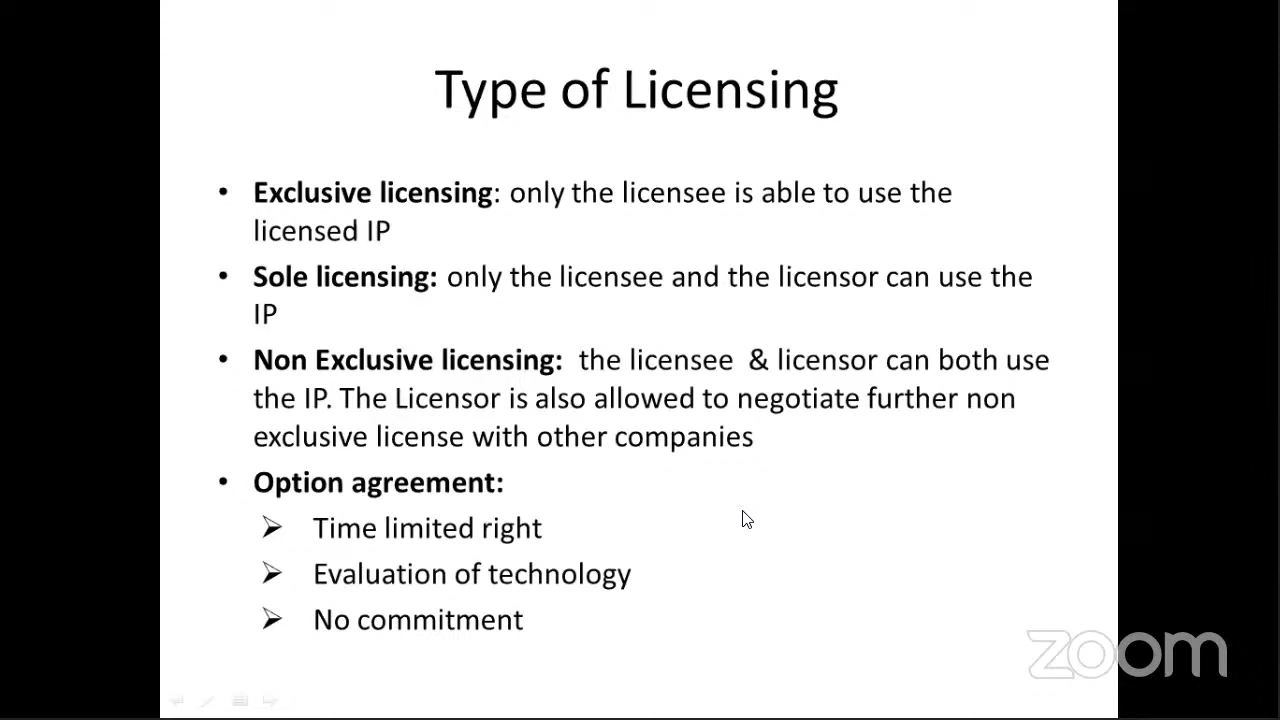 Type of Licensing
• Exclusive licensing: only the licensee is able to use the
licensed IP
• Sole licensing: only the licensee and the licensor can use the
IP
• Non Exclusive licensing: the licensee & licensor can both use
the IP. The Licensor is also allowed to negotiate further non
exclusive license with other companies
• Option agreement:
➢ Time limited right
➢ Evaluation of technology
➢ No commitment
zoom